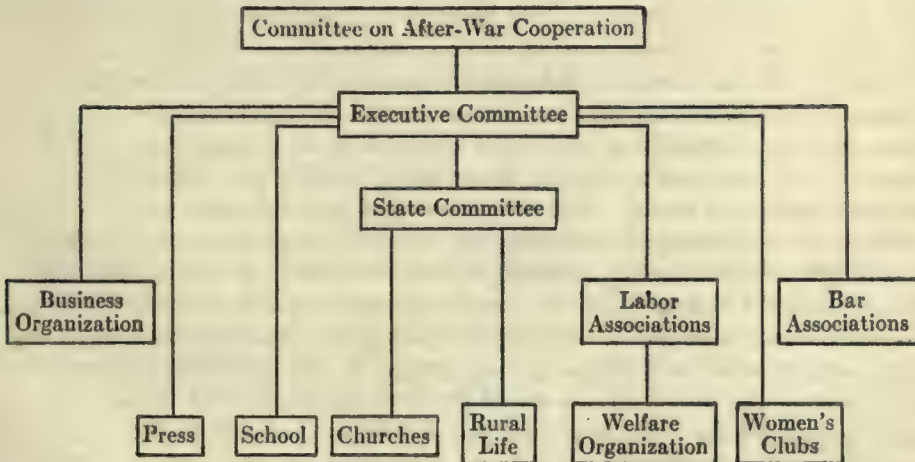 Committee on After-War Cooperation
Executive Committee
State Committee
Business
Organization
Labor
Associations
Bar
Associations
Press
School
Churches
Rural
Life
Welfare
Organization
Women's
Clubs